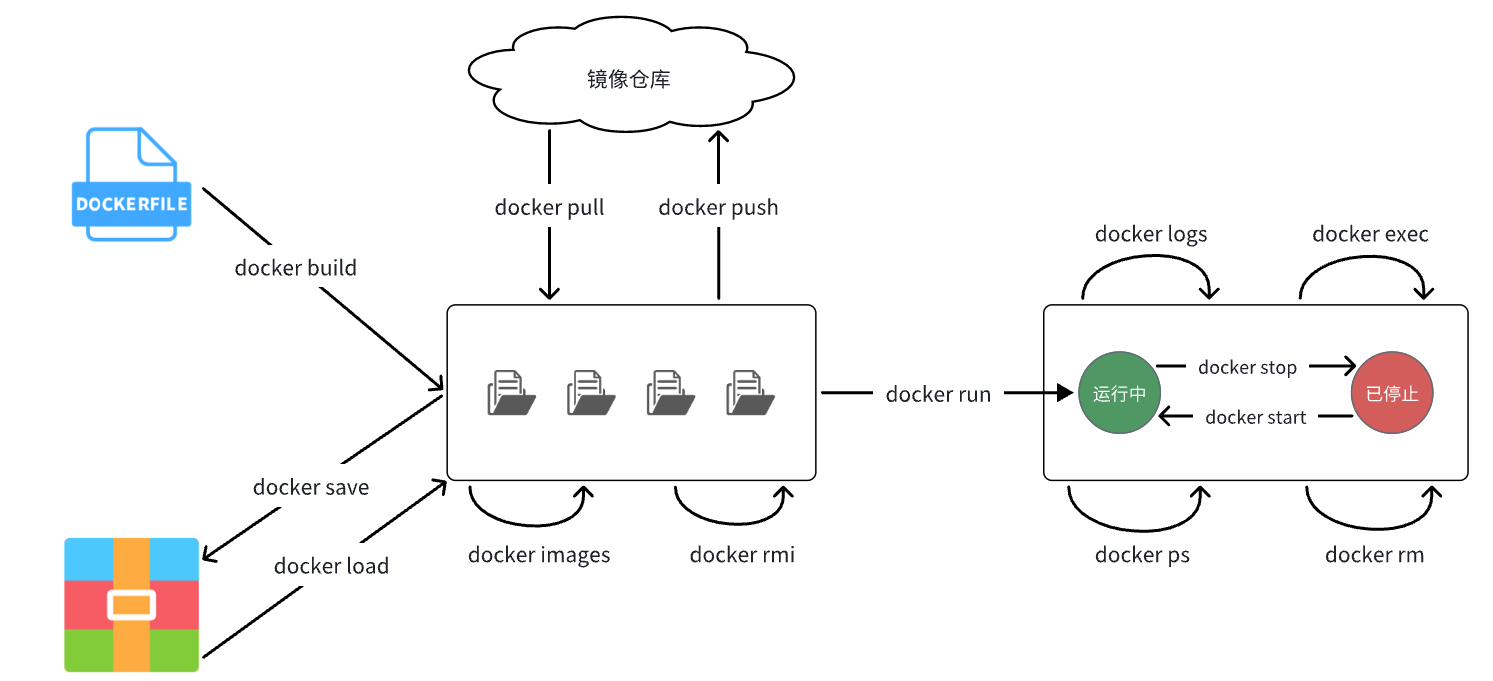 镜像仓库
DOCKERFILE
docker pull
docker push
docker build
docker logs
docker exec
docker run
运行中
docker stop
docker start
已停止
docker save
docker load
docker images
docker rmi
docker ps
docker rm